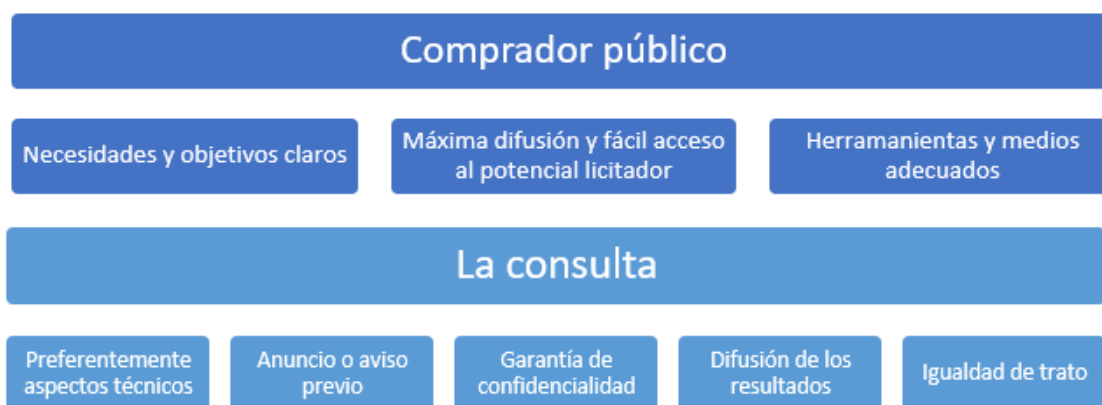 Comprador público
Necesidades y objetivos claros
Máxima difusión y fácil acceso
al potencial licitador
Herramanientas y medios
adecuados
La consulta
Preferentemente
aspectos técnicos
Anuncio o aviso
previo
Garantía de
confidencialidad
Difusión de los
resultados
Igualdad de trato